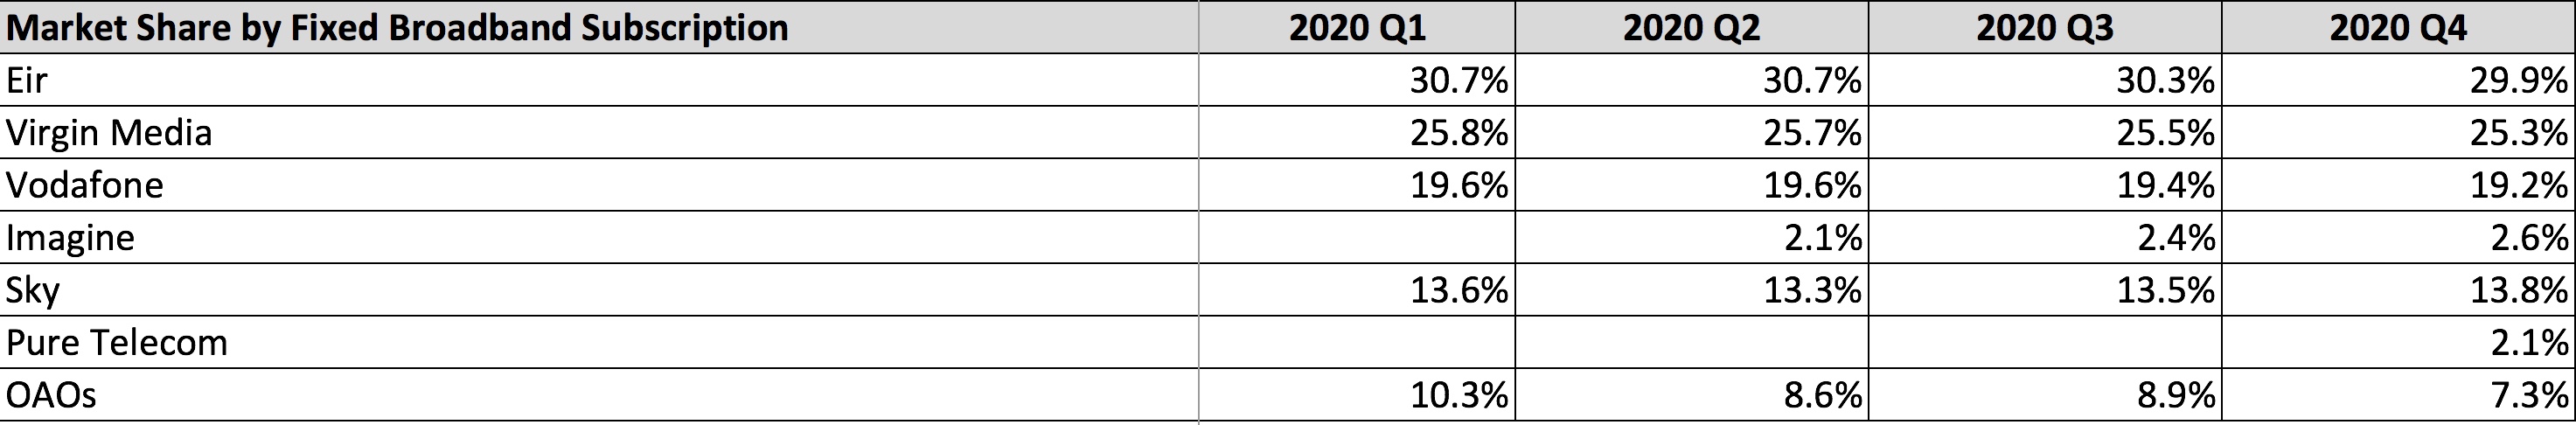 Market Share by Fixed Broadband Subscription 2020 Q1 2020 Q2 2020 Q3 2020 Q4
Eir 30.7% 30.7% 30.3% 29.9%
Virgin Media 25.8% 25.7% 25.5% 25.3%
Vodafone 19.6% 19.6% 19.4% 19.2%
Imagine 2.1% 2.4% 2.6%
Sky 13.6% 13.3% 13.5% 13.8%
Pure Telecom 2.1%
OAOs 10.3% 8.6% 8.9% 7.3%